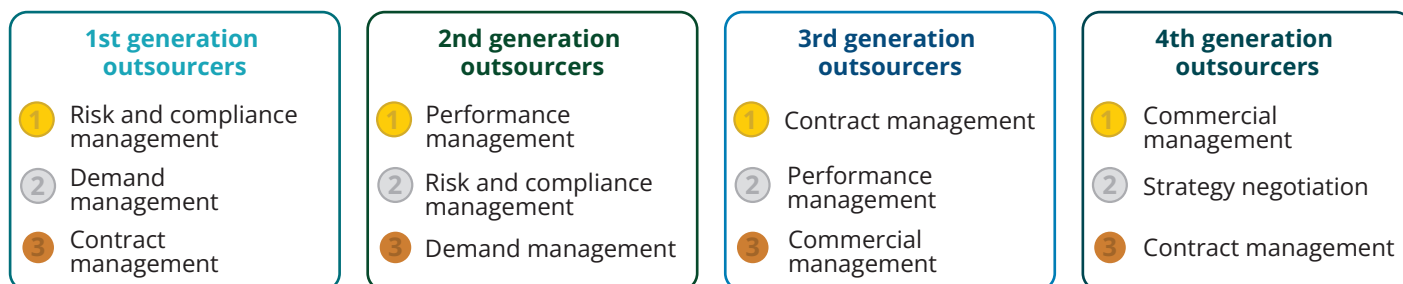 1st generation
outsourcers
1
Risk and compliance
management
2
Demand
management
3
Contract
management
2nd generation
outsourcers
1
Performance
management
2
Risk and compliance
management
3
Demand management
3rd generation
outsourcers
1
Contract management
2
Performance
management
3
Commercial
management
4th generation
outsourcers
1
Commercial
management
2
Strategy negotiation
3
Contract management